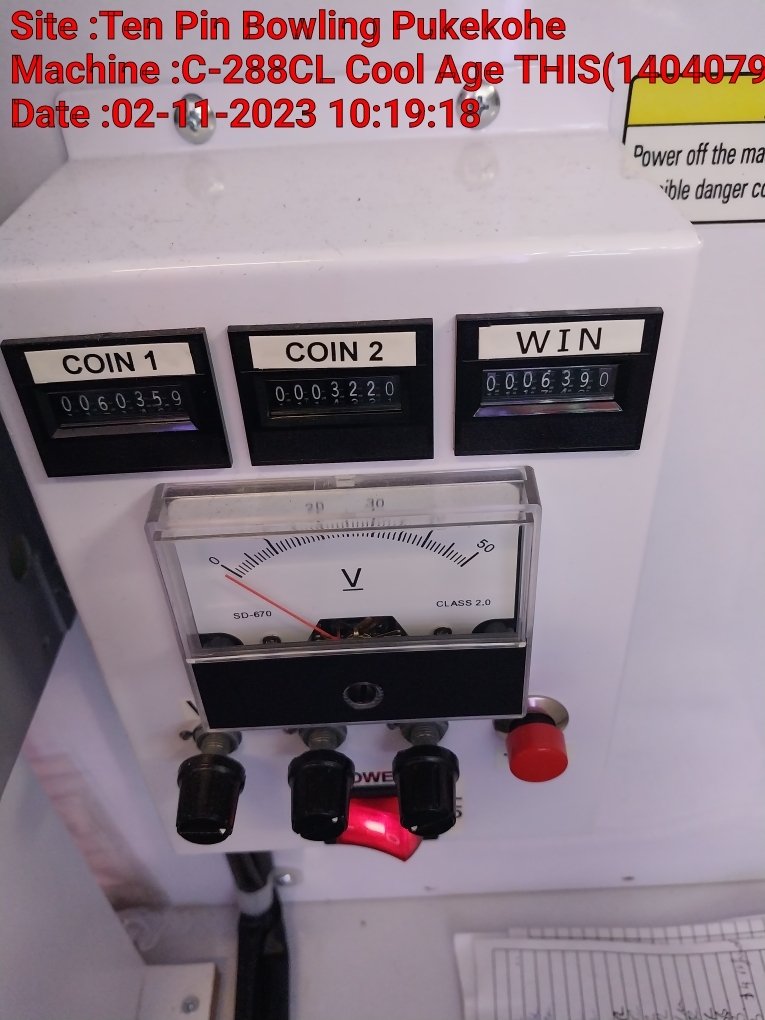 Site :Ten Pin Bowling Pukekohe
Machine :C-288CL Cool Age THIS(1404079
Date :02-11-2023 10:19:18
Power off the ma
ible danger co
COIN 1
COIN 2
WIN
0060359
0003220
0006390
20 30
0 50
V
SD-670
CLASS 2.0
OWE